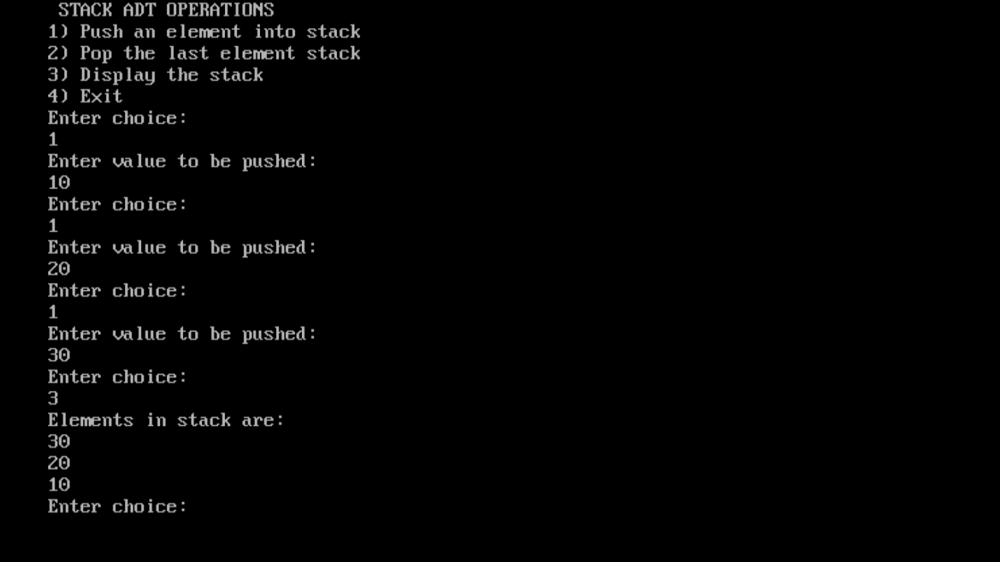 STACK ADT OPERATIONS
1) Push an element into stack
2) Pop the last element stack
3) Display the stack
4) Exit
Enter choice:
1
Enter value to be pushed:
10
Enter choice:
1
Enter value to be pushed:
20
Enter choice:
1
Enter value to be pushed:
30
Enter choice:
3
Elements in stack are:
30
20
10
Enter choice: